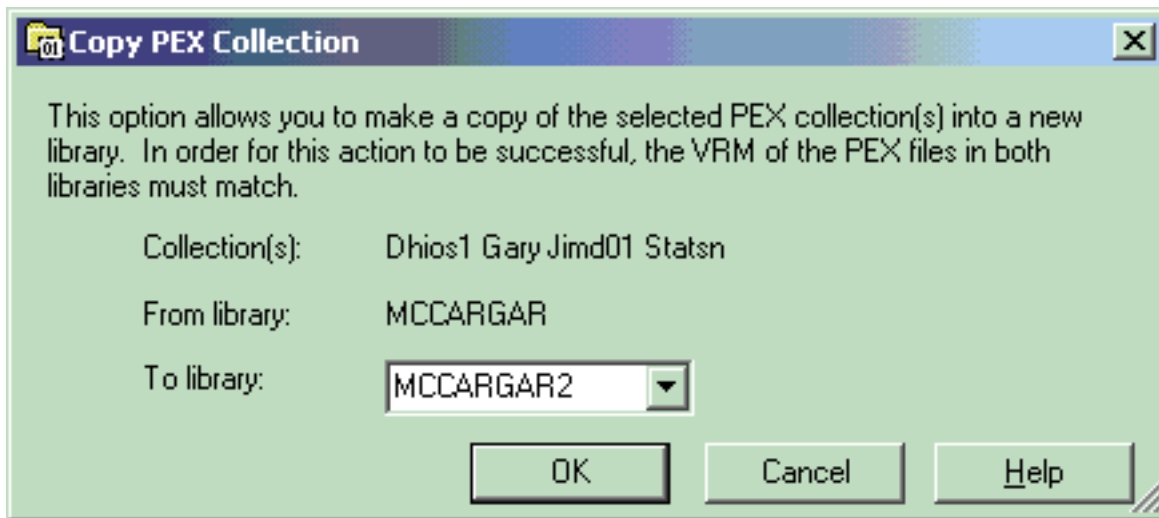 Copy PEX Collection
This option allows you to make a copy of the selected PEX collection(s) into a new
library. In order for this action to be successful, the VRM of the PEX files in both
libraries must match.
Collection(s): Dhios1 Gary Jimd01 Statsn
From library: MCCARGAR
To library: MCCARGAR2
OK Cancel Help